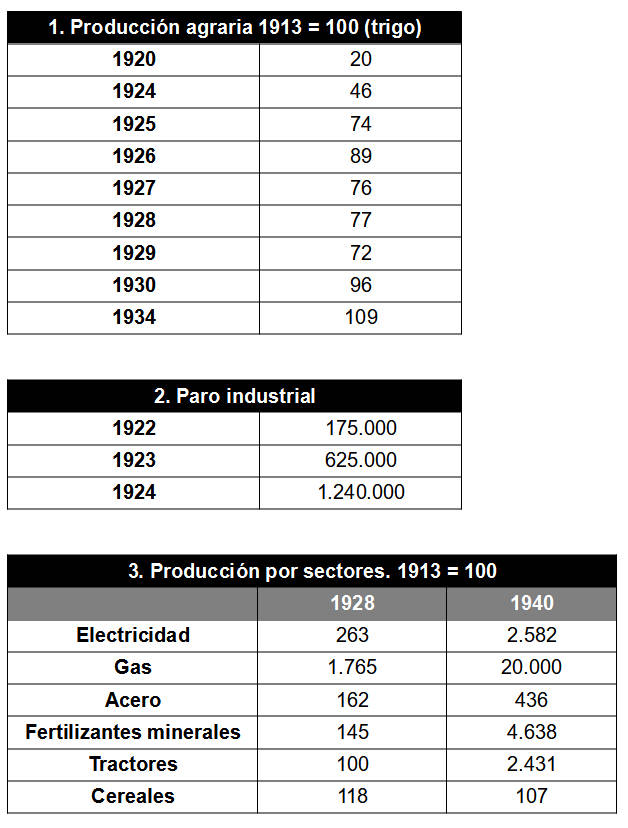 1. Producción agraria 1913 = 100 (trigo)
1920 20
1924 46
1925 74
1926 89
1927 76
1928 77
1929 72
1930 96
1934 109
2. Paro industrial
1922 175.000
1923 625.000
1924 1.240.000
3. Producción por sectores. 1913 = 100
1928 1940
Electricidad 263 2.582
Gas 1.765 20.000
Acero 162 436
Fertilizantes minerales 145 4.638
Tractores 100 2.431
Cereales 118 107